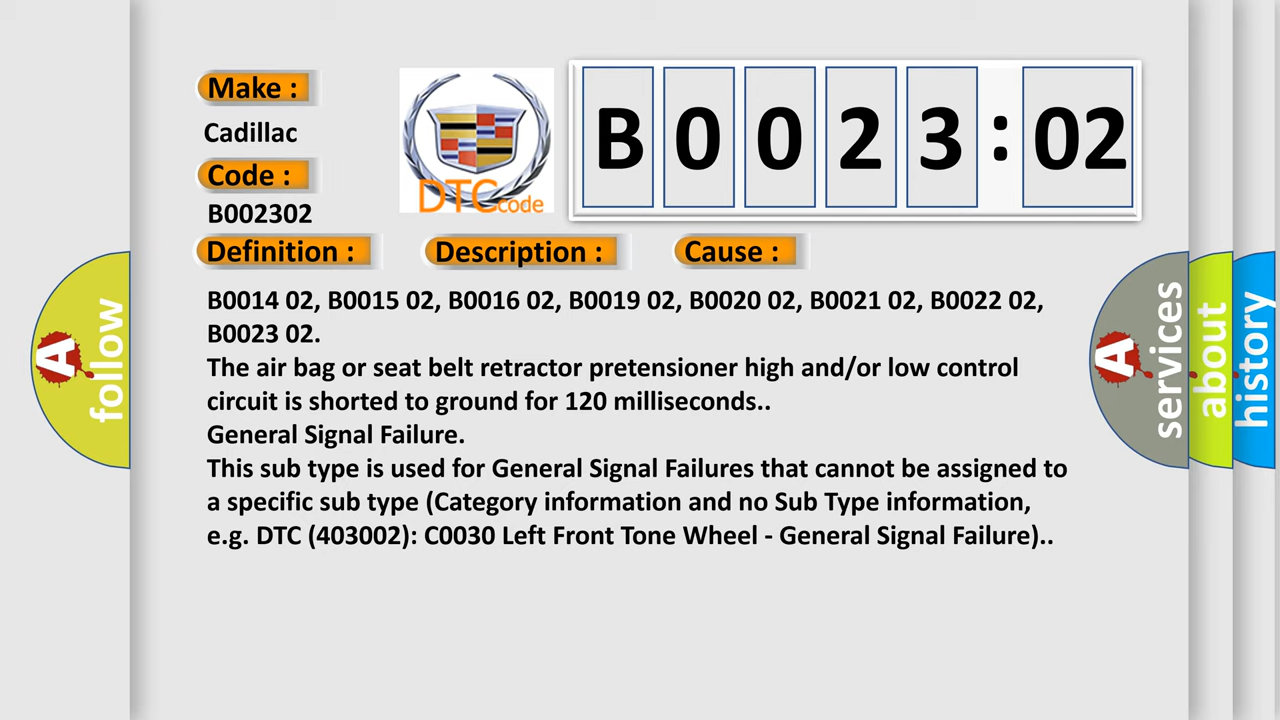 Make :
Cadillac
Code :
B002302
DTCcode
B 0 0 2 3 : 02
Definition :
Description :
Cause :
B0014 02, B0015 02, B0016 02, B0019 02, B0020 02, B0021 02, B0022 02,
B0023 02.
The air bag or seat belt retractor pretensioner high and/or low control
circuit is shorted to ground for 120 milliseconds..
General Signal Failure.
This sub type is used for General Signal Failures that cannot be assigned to
a specific sub type (Category information and no Sub Type information,
e.g. DTC (403002): C0030 Left Front Tone Wheel - General Signal Failure)..
A follow
A services
about
history